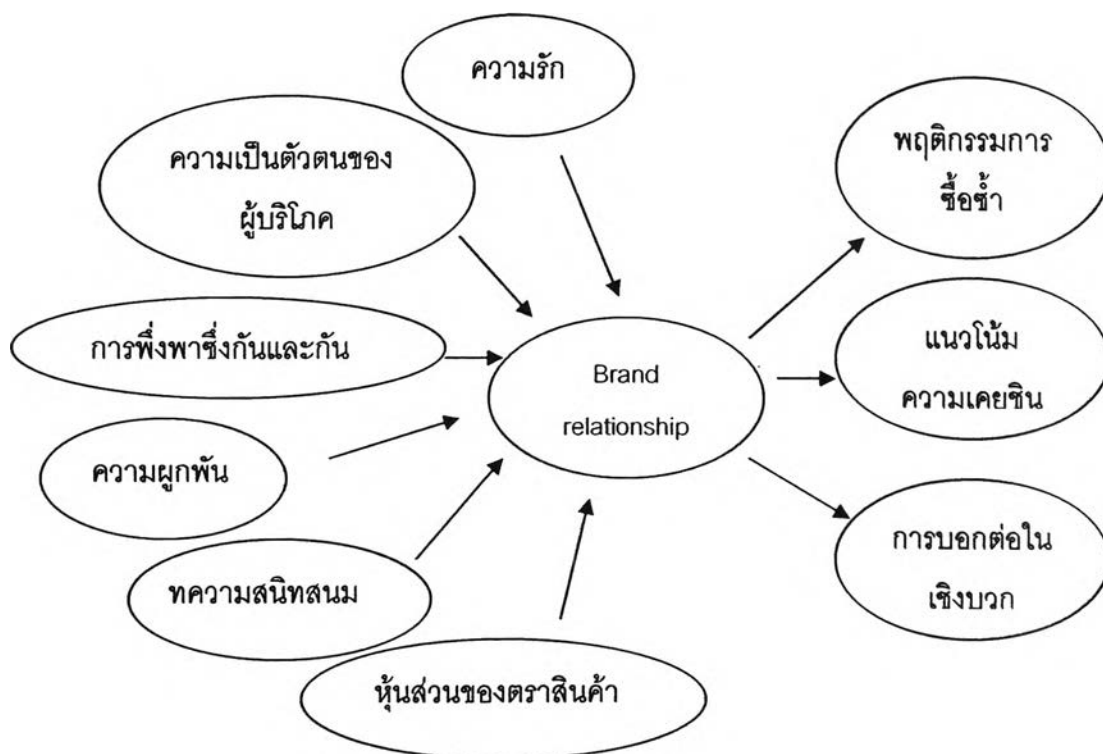 ความรัก
ความเป็นตัวตนของ
ผู้บริโภค
การพึ่งพาซึ่งกันและกัน
ความผูกพัน
ทความสนิทสนม
หุ้นส่วนของตราสินค้า
Brand
relationship
พฤติกรรมการ
ซื้อซ้ำ
แนวโน้ม
ความเคยชิน
การบอกต่อใน
เชิงบวก